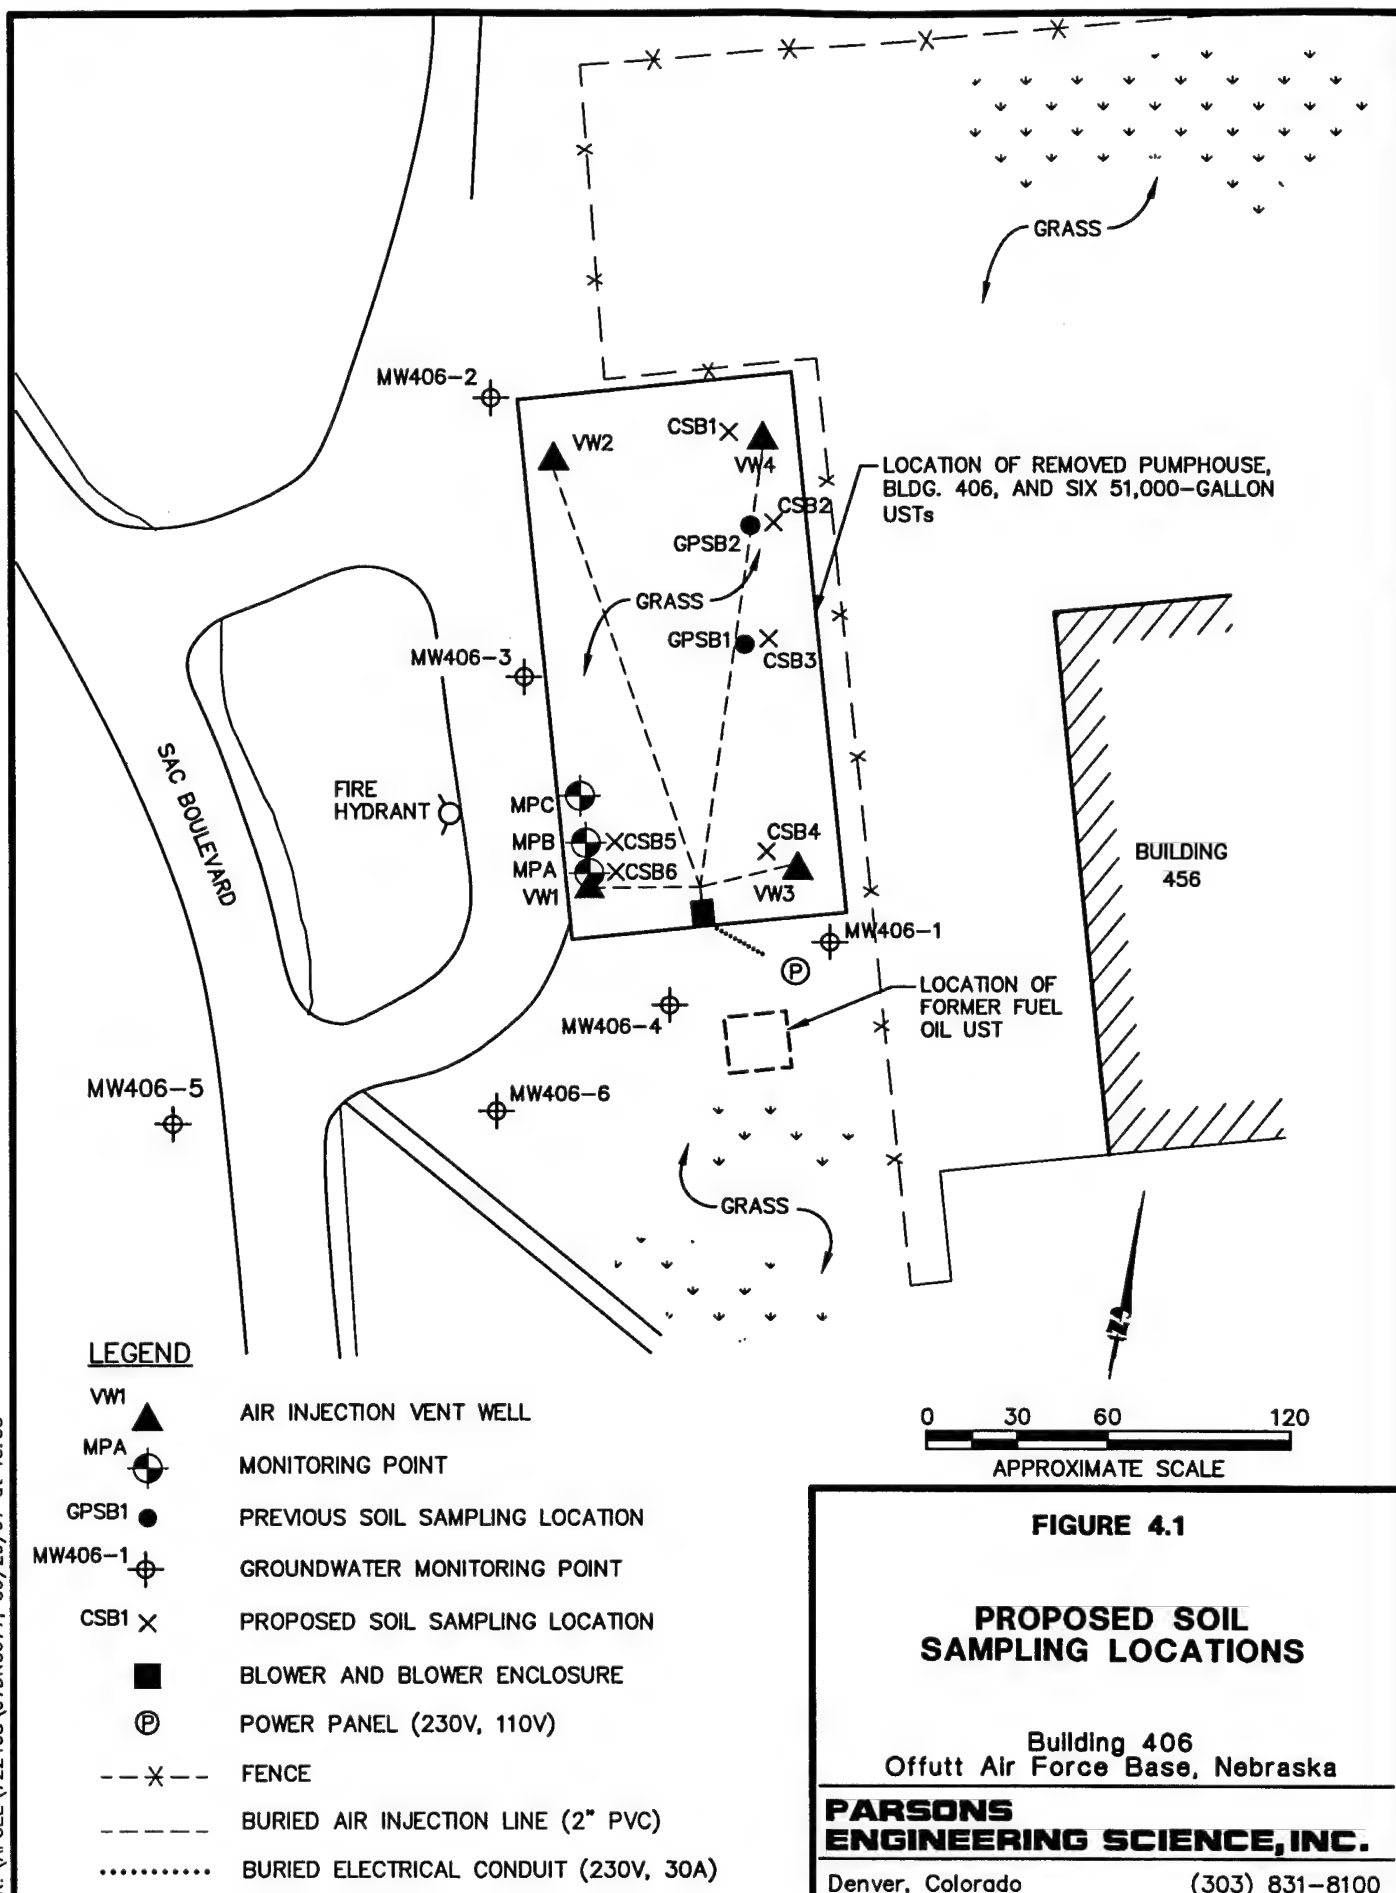 GRASS
MW406-2
CSB1
VW2
VW4
LOCATION OF REMOVED PUMPHOUSE,
BLDG. 406, AND SIX 51,000-GALLON
USTs
CSB2
GPSB2
GRASS
GPSB1
CSB3
MW406-3
SAC BOULEVARD
FIRE
HYDRANT
MPC
MPB
CSB5
CSB4
MPA
CSB6
VW1
VW3
BUILDING
456
MW406-1
P
LOCATION OF
FORMER FUEL
OIL UST
MW406-4
MW406-5
MW406-6
GRASS
N
LEGEND
VW1
AIR INJECTION VENT WELL
MPA
MONITORING POINT
GPSB1
PREVIOUS SOIL SAMPLING LOCATION
MW406-1
GROUNDWATER MONITORING POINT
CSB1
PROPOSED SOIL SAMPLING LOCATION
BLOWER AND BLOWER ENCLOSURE
P
POWER PANEL (230V, 110V)
FENCE
BURIED AIR INJECTION LINE (2" PVC)
BURIED ELECTRICAL CONDUIT (230V, 30A)
0 30 60 120
APPROXIMATE SCALE
FIGURE 4.1
PROPOSED SOIL
SAMPLING LOCATIONS
Building 406
Offutt Air Force Base, Nebraska
PARSONS
ENGINEERING SCIENCE, INC.
Denver, Colorado (303) 831-8100